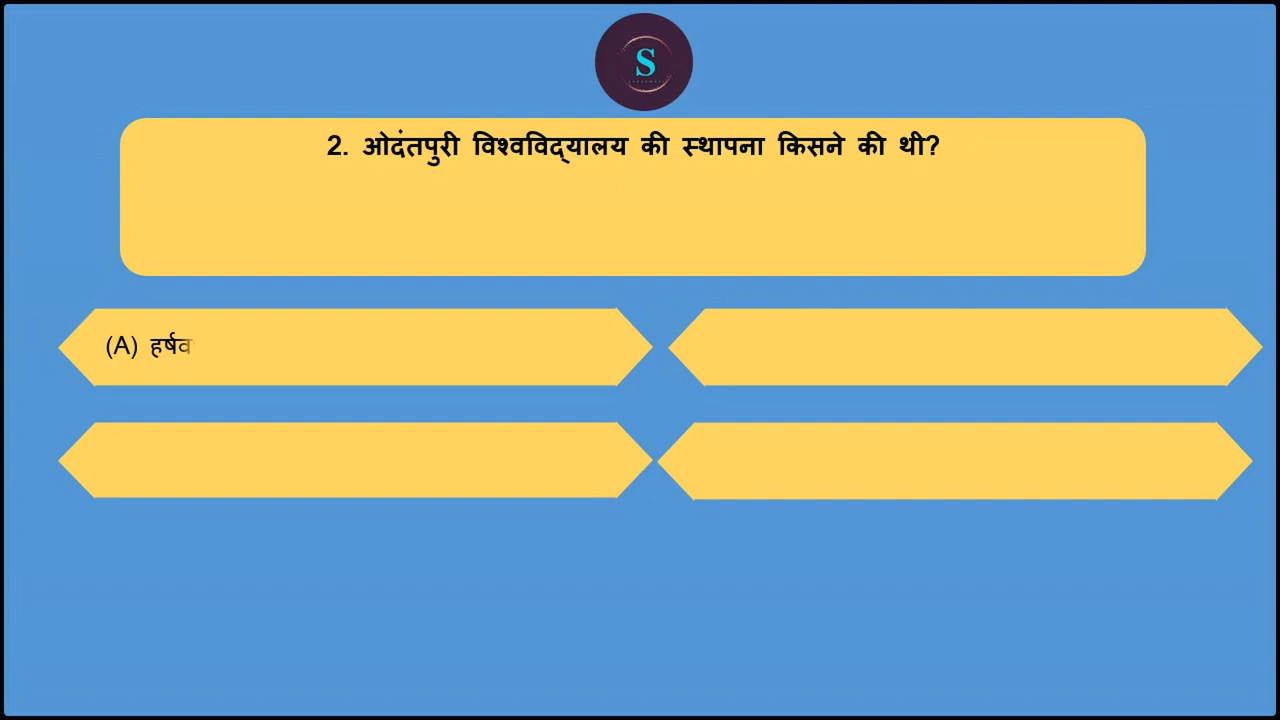 S
2. ओदंतपुरी विश्वविद्यालय की स्थापना किसने की थी?
(A) हर्षव